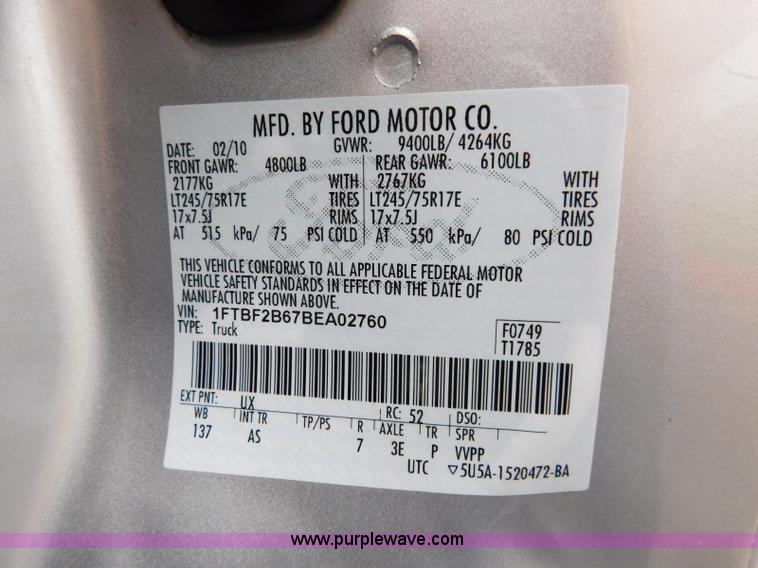 MFD. BY FORD MOTOR CO.
DATE: 02/10 GVWR: 9400LB/ 4264KG
FRONT GAWR: 4800LB REAR GAWR: 6100LB
2177KG WITH 2767KG WITH
LT245/75R17E TIRES LT245/75R17E TIRES
17x7.5J RIMS 17x7.5J RIMS
AT 515 kPa/ 75 PSI COLD AT 550 kPa/ 80 PSI COLD
THIS VEHICLE CONFORMS TO ALL APPLICABLE FEDERAL MOTOR
VEHICLE SAFETY STANDARDS IN EFFECT ON THE DATE OF
MANUFACTURE SHOWN ABOVE.
VIN: 1FTBF2B67BEA02760
TYPE: Truck
F0749
T1785
EXT PNT: UX RC: 52 DSO:
WB INT TR TP/PS R AXLE TR SPR
137 AS 7 3E P VVPP
UTC ▽5U5A-1520472-BA
www.purplewave.com